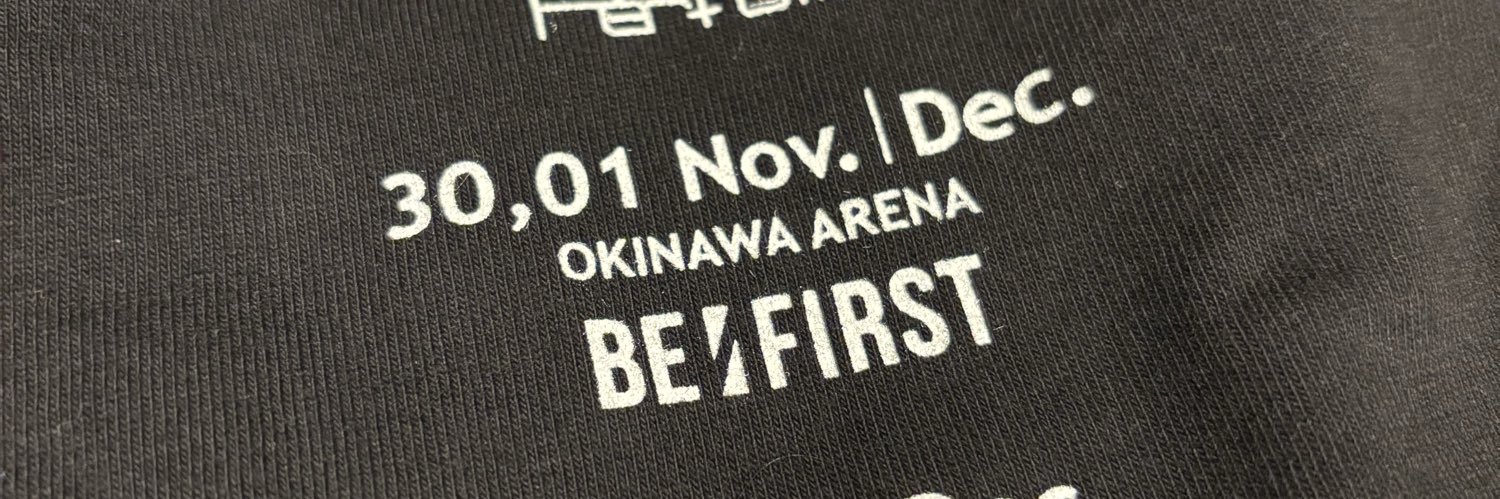 30,01 Nov.|Dec.
OKINAWA ARENA
BE:FIRST